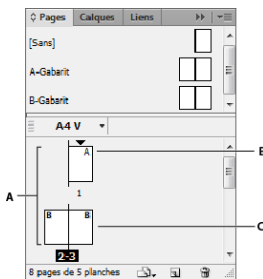 Pages Calques Liens
[Sans]
A-Gabarit
B-Gabarit
A4 V
A
B
1
A
B B
C
2-3
8 pages de 5 planches